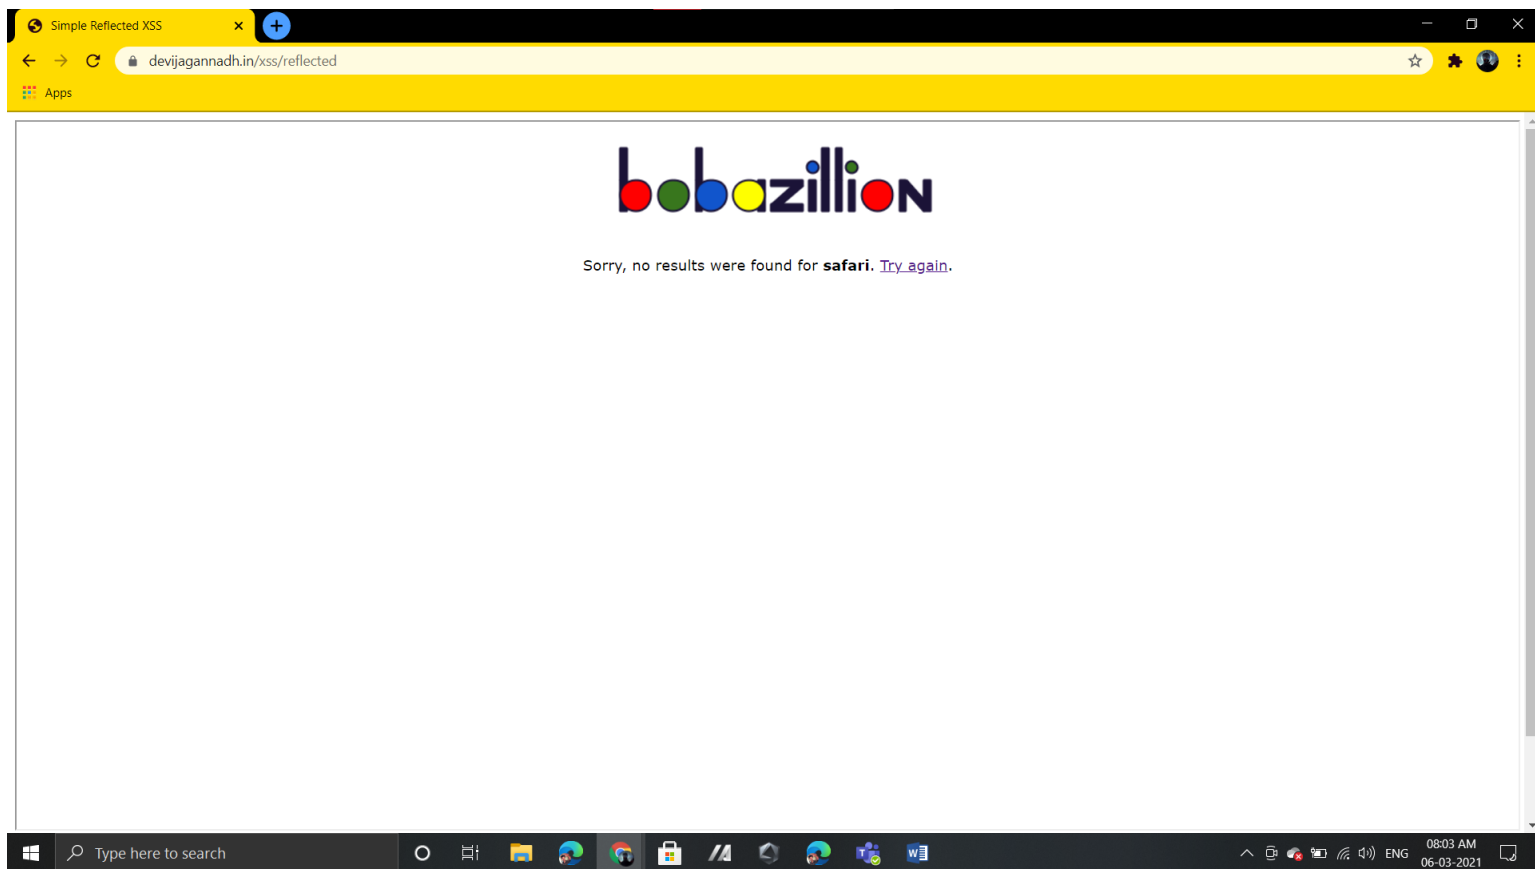 Simple Reflected XSS
devijagannadh.in/xss/reflected
Apps
bobazillion
Sorry, no results were found for safari. Try again.
Type here to search
ENG
08:03 AM
06-03-2021